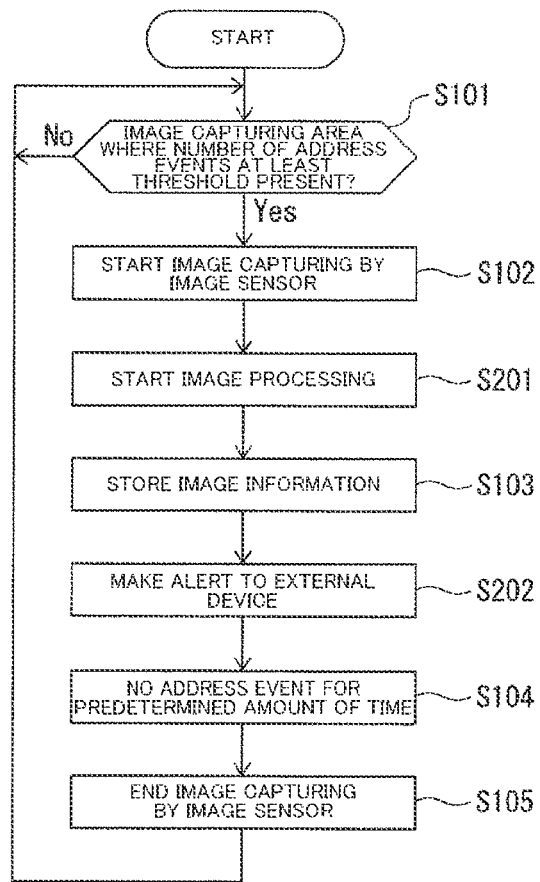 START
S101
No
IMAGE CAPTURING AREA
WHERE NUMBER OF ADDRESS
EVENTS AT LEAST
THRESHOLD PRESENT?
Yes
START IMAGE CAPTURING BY
IMAGE SENSOR
S102
START IMAGE PROCESSING
S201
STORE IMAGE INFORMATION
S103
MAKE ALERT TO EXTERNAL
DEVICE
S202
NO ADDRESS EVENT FOR
PREDETERMINED AMOUNT OF TIME
S104
END IMAGE CAPTURING
BY IMAGE SENSOR
S105